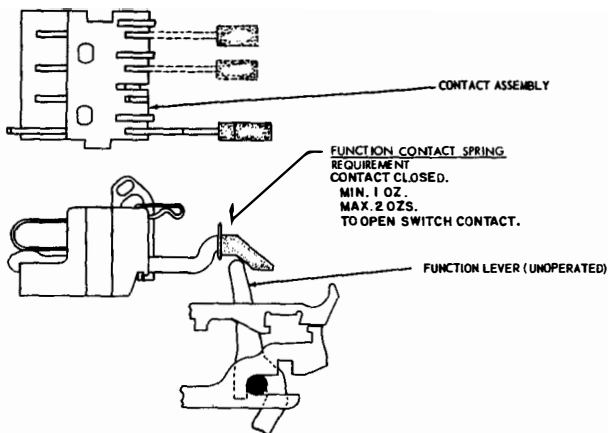 CONTACT ASSEMBLY
FUNCTION CONTACT SPRING
REQUIREMENT
CONTACT CLOSED.
MIN. 1 OZ.
MAX. 2 OZS.
TO OPEN SWITCH CONTACT.
FUNCTION LEVER (UNOPERATED)